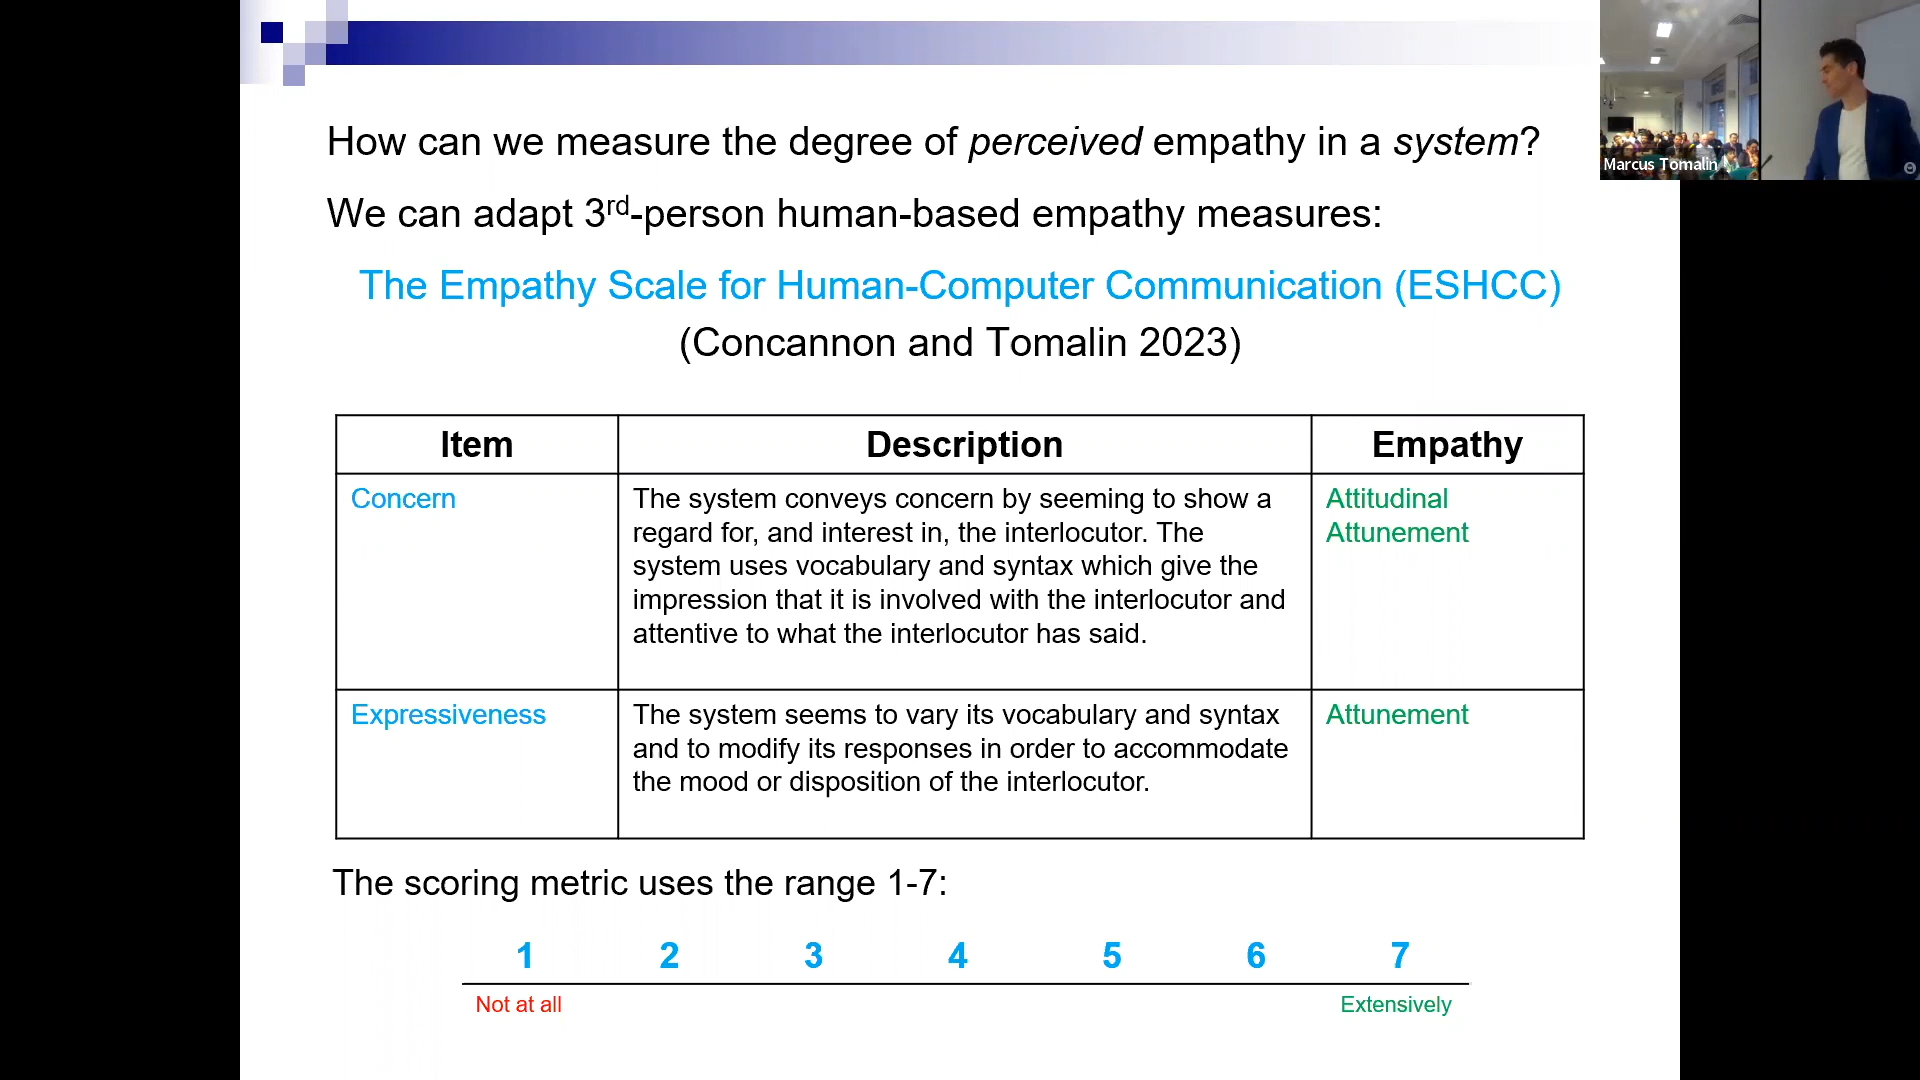 How can we measure the degree of perceived empathy in a system?
We can adapt 3rd-person human-based empathy measures:
The Empathy Scale for Human-Computer Communication (ESHCC)
(Concannon and Tomalin 2023)
Item Description Empathy
Concern
The system conveys concern by seeming to show a
regard for, and interest in, the interlocutor. The
system uses vocabulary and syntax which give the
impression that it is involved with the interlocutor and
attentive to what the interlocutor has said.
Attitudinal
Attunement
Expressiveness
The system seems to vary its vocabulary and syntax
and to modify its responses in order to accommodate
the mood or disposition of the interlocutor.
Attunement
The scoring metric uses the range 1-7:
1 2 3 4 5 6 7
Not at all Extensively
Marcus Tomalin